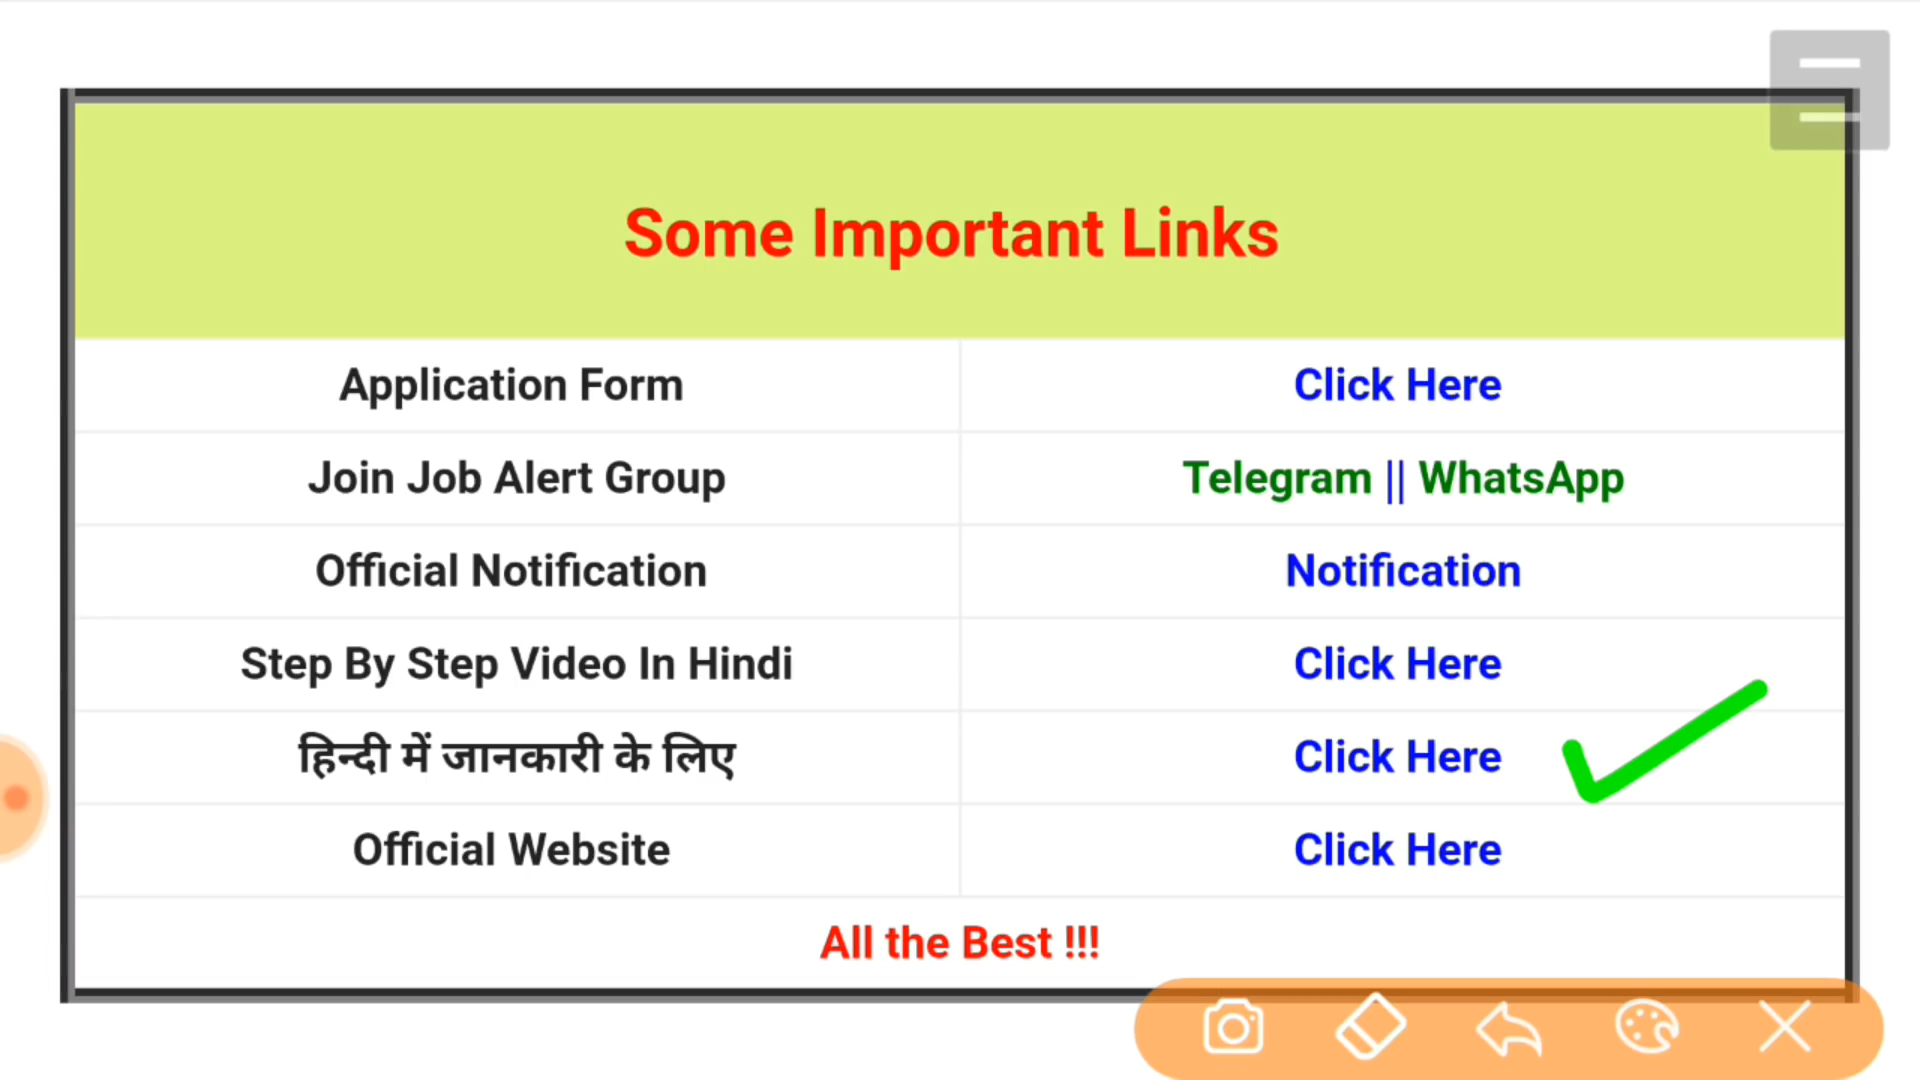 Some Important Links
Application Form Click Here
Join Job Alert Group Telegram || WhatsApp
Official Notification Notification
Step By Step Video In Hindi Click Here
हिन्दी में जानकारी के लिए Click Here
Official Website Click Here
All the Best !!!